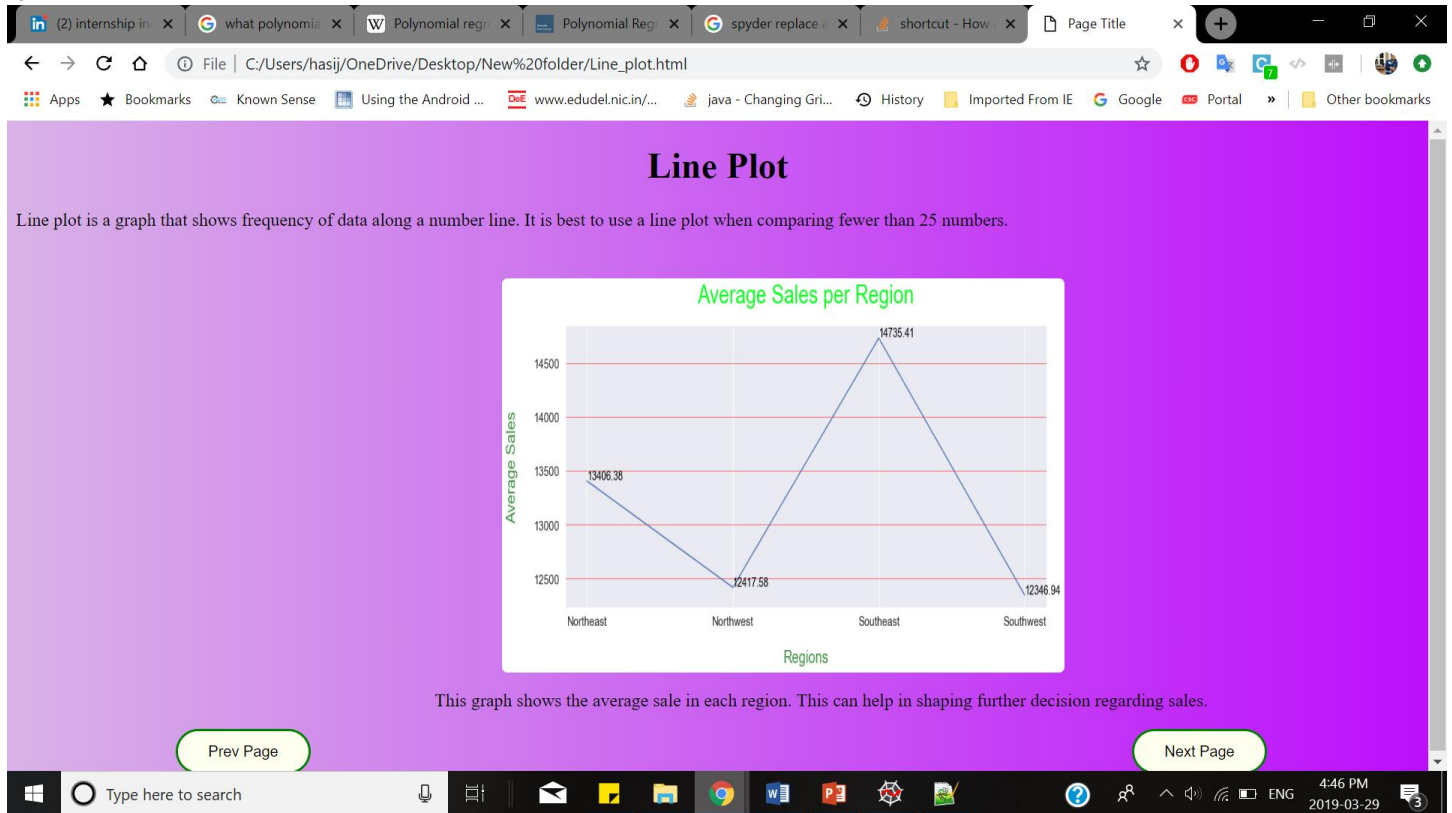 (2) internship in
what polynomia
Polynomial regr
Polynomial Regr
spyder replace a
shortcut - How
Page Title
File | C:/Users/hasij/OneDrive/Desktop/New%20folder/Line_plot.html
7
Apps
Bookmarks
Known Sense
Using the Android ...
DoE
www.edudel.nic.in/...
java - Changing Gri...
History
Imported From IE
Google
CSC
Portal
»
Other bookmarks
Line Plot
Line plot is a graph that shows frequency of data along a number line. It is best to use a line plot when comparing fewer than 25 numbers.
Average Sales per Region
14735.41
14500
14000
Average Sales
13500
13406.38
13000
12500
12417.58
12346.94
Northeast
Northwest
Southeast
Southwest
Regions
This graph shows the average sale in each region. This can help in shaping further decision regarding sales.
Prev Page
Next Page
Type here to search
ENG
4:46 PM
2019-03-29
3